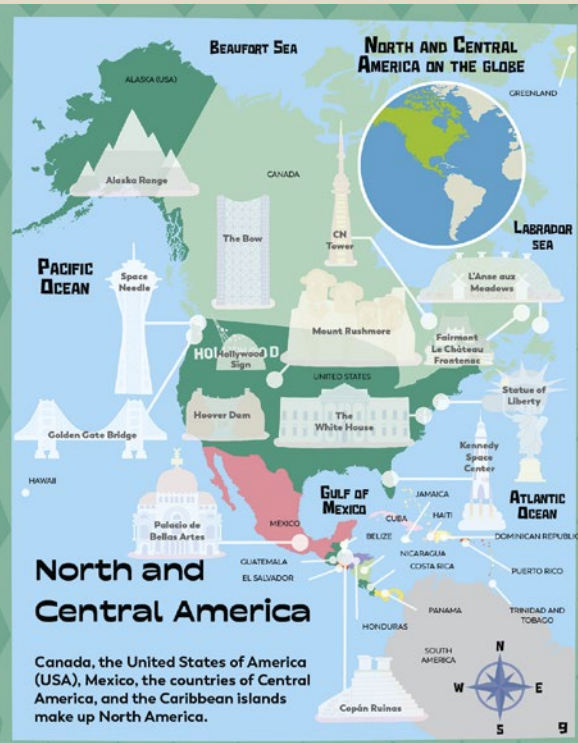 BEAUFORT SEA
NORTH AND CENTRAL
AMERICA ON THE GLOBE
ALASKA (USA)
GREENLAND
Alaska Range
CANADA
The Bow
CN
Tower
LABRADOR
SEA
PACIFIC
OCEAN
Space
Needle
L'Anse aux
Meadows
Mount Rushmore
Fairmont
Le Château
Frontenac
HOLLYWOOD
Hollywood
Sign
UNITED STATES
Statue of
Liberty
Hoover Dam
The
White House
Golden Gate Bridge
Kennedy
Space
Center
HAWAII
GULF OF
MEXICO
JAMAICA
ATLANTIC
OCEAN
Palacio de
Bellas Artes
MEXICO
CUBA
HAITI
BELIZE
DOMINICAN REPUBLIC
NICARAGUA
GUATEMALA
COSTA RICA
EL SALVADOR
PUERTO RICO
North and
Central America
PANAMA
TRINIDAD AND
TOBAGO
HONDURAS
SOUTH
AMERICA
Canada, the United States of America
(USA), Mexico, the countries of Central
America, and the Caribbean islands
make up North America.
Copán Ruinas
N
W
E
S
9